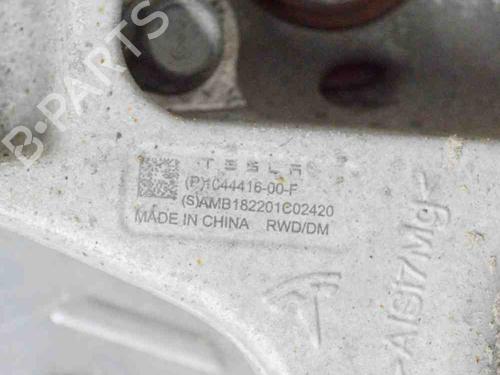 B-PARTS
TESLA
(P)1044416-00-F
(S)AMB182201C02420
MADE IN CHINA RWD/DM
>AlSi7Mg<